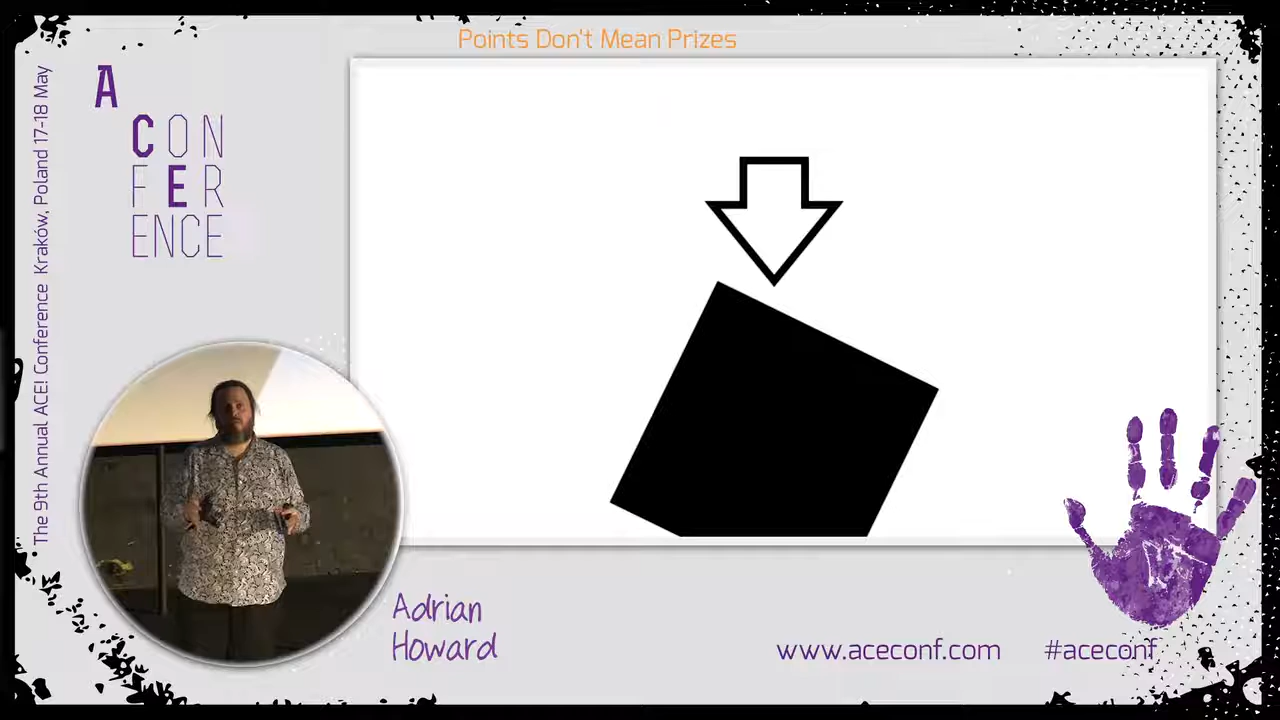 Points Don't Mean Prizes
The 9th Annual ACE! Conference Kraków, Poland 17-18 May
A
CON
FER
ENCE
Adrian
Howard
www.aceconf.com
#aceconf